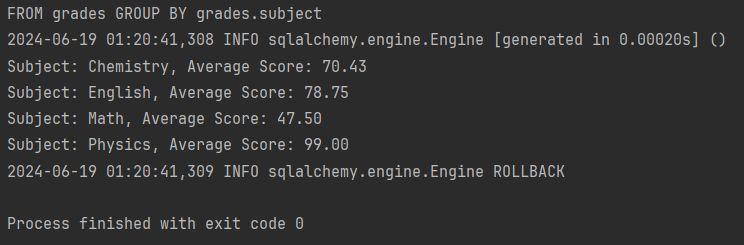 FROM grades GROUP BY grades.subject
2024-06-19 01:20:41,308 INFO sqlalchemy.engine.Engine [generated in 0.00020s] ()
Subject: Chemistry, Average Score: 70.43
Subject: English, Average Score: 78.75
Subject: Math, Average Score: 47.50
Subject: Physics, Average Score: 99.00
2024-06-19 01:20:41,309 INFO sqlalchemy.engine.Engine ROLLBACK
Process finished with exit code 0